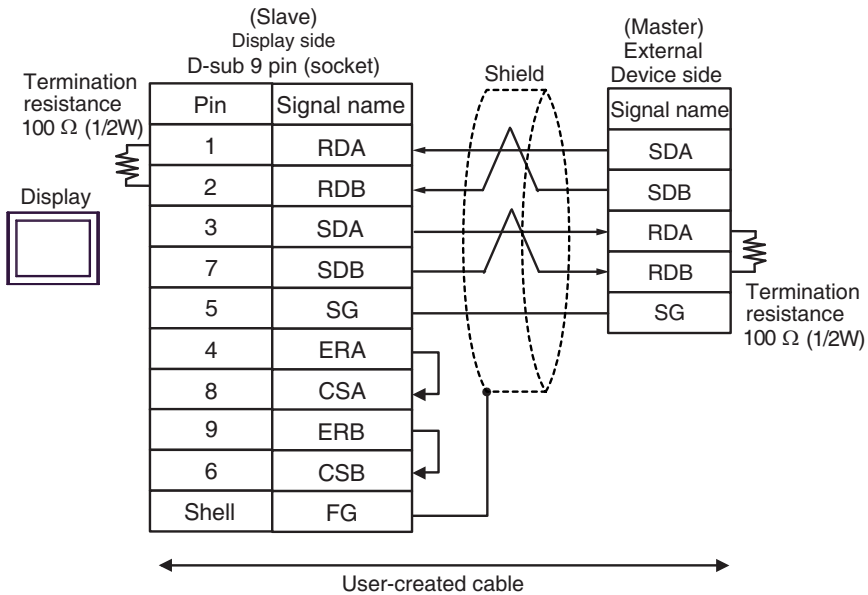 (Slave)
Display side
D-sub 9 pin (socket)
(Master)
External
Device side
Termination
resistance
100 Ω (1/2W)
Shield
Display
Pin Signal name
1 RDA
2 RDB
3 SDA
7 SDB
5 SG
4 ERA
8 CSA
9 ERB
6 CSB
Shell FG
Signal name
SDA
SDB
RDA
RDB
SG
Termination
resistance
100 Ω (1/2W)
User-created cable